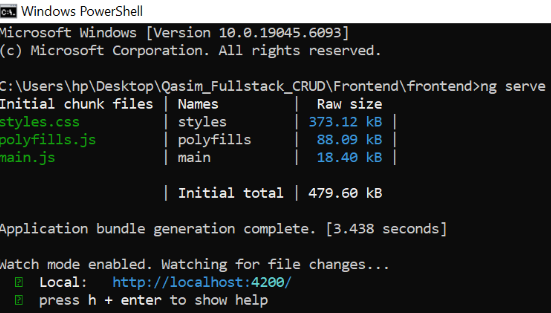 Windows PowerShell
Microsoft Windows [Version 10.0.19045.6093]
(c) Microsoft Corporation. All rights reserved.
C:\Users\hp\Desktop\Qasim_Fullstack_CRUD\Frontend\frontend>ng serve
Initial chunk files | Names | Raw size
styles.css | styles | 373.12 kB |
polyfills.js | polyfills | 88.09 kB |
main.js | main | 18.40 kB |
| Initial total | 479.60 kB
Application bundle generation complete. [3.438 seconds]
Watch mode enabled. Watching for file changes...
Local: http://localhost:4200/
press h + enter to show help